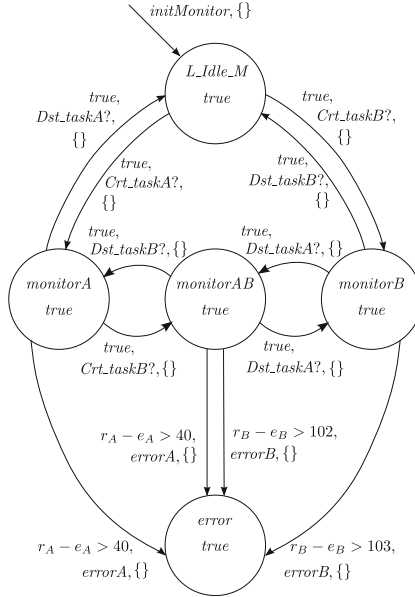 initMonitor, {}
L_Idle_M
true
true,
Dst_taskA?,
{}
true,
Crt_taskB?,
{}
true,
Crt_taskA?,
{}
true,
Dst_taskB?,
{}
true,
Dst_taskB?, {}
true,
Dst_taskA?, {}
monitorA
true
monitorAB
true
monitorB
true
true,
Crt_taskB?, {}
true,
Dst_taskA?, {}
r_A − e_A > 40,
errorA, {}
r_B − e_B > 102,
errorB, {}
error
true
r_A − e_A > 40,
errorA, {}
r_B − e_B > 103,
errorB, {}